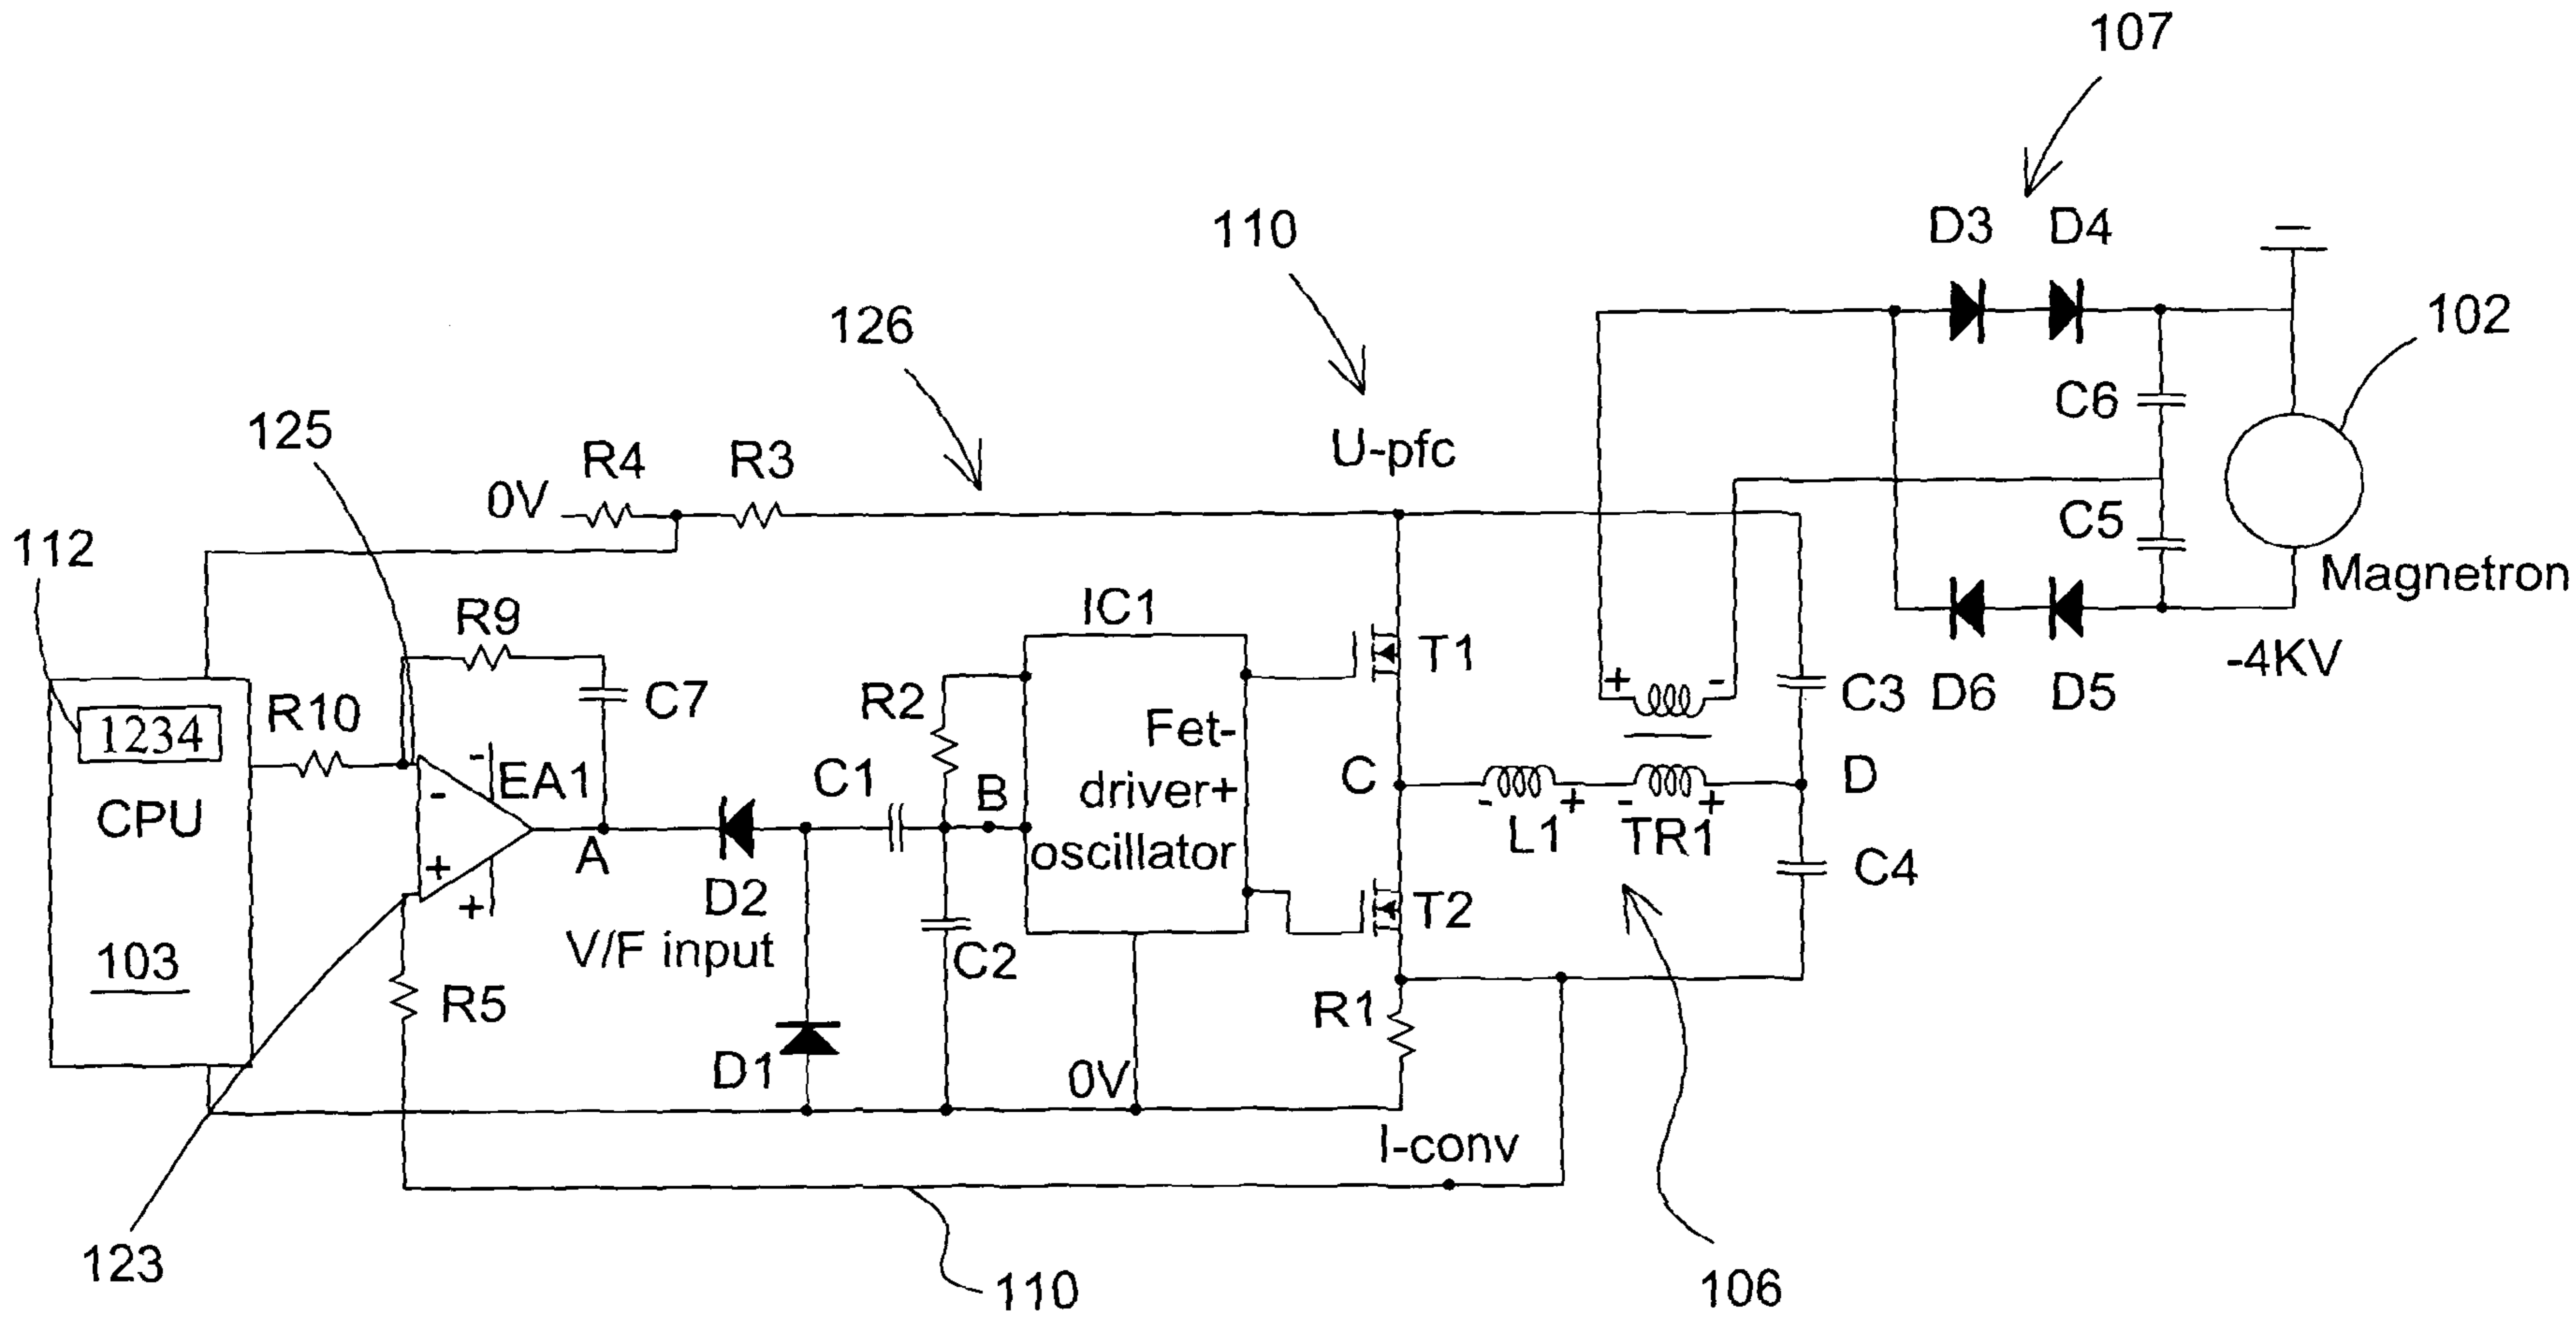 107
110
D3 D4
102
126
C6
125
R4 R3
U-pfc
0V
C5
112
Magnetron
R9
IC1
T1
-4KV
+ -
C7
R2
C3 D6 D5
R10
1234
Fet-
-
EA1
-
C1
B
driver+
C
D
- + - +
CPU
A
oscillator
L1 TR1
+
C4
D2
+
T2
V/F input
103
C2
R5
R1
D1
0V
I-conv
123
110
106